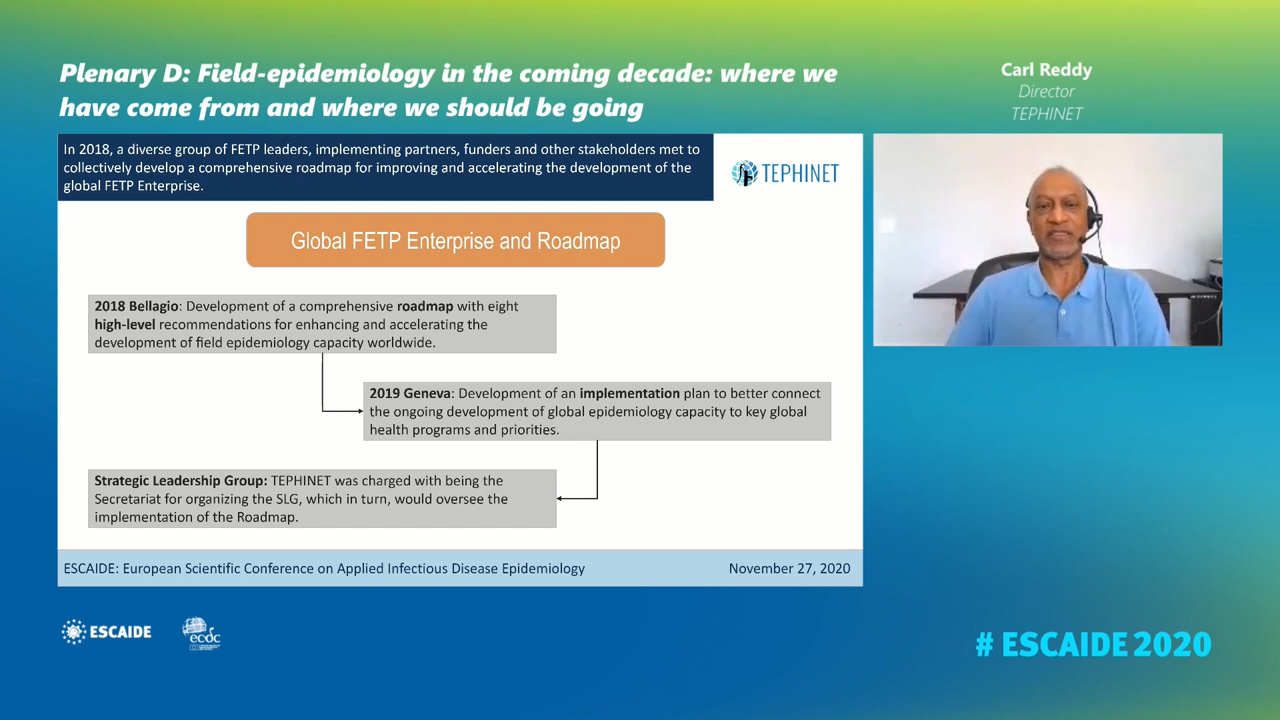 Plenary D: Field-epidemiology in the coming decade: where we
have come from and where we should be going
Carl Reddy
Director
TEPHINET
In 2018, a diverse group of FETP leaders, implementing partners, funders and other stakeholders met to
collectively develop a comprehensive roadmap for improving and accelerating the development of the
global FETP Enterprise.
TEPHINET
Global FETP Enterprise and Roadmap
2018 Bellagio: Development of a comprehensive roadmap with eight
high-level recommendations for enhancing and accelerating the
development of field epidemiology capacity worldwide.
2019 Geneva: Development of an implementation plan to better connect
the ongoing development of global epidemiology capacity to key global
health programs and priorities.
Strategic Leadership Group: TEPHINET was charged with being the
Secretariat for organizing the SLG, which in turn, would oversee the
implementation of the Roadmap.
ESCAIDE: European Scientific Conference on Applied Infectious Disease Epidemiology
November 27, 2020
ESCAIDE
ecdc
# ESCAIDE 2020